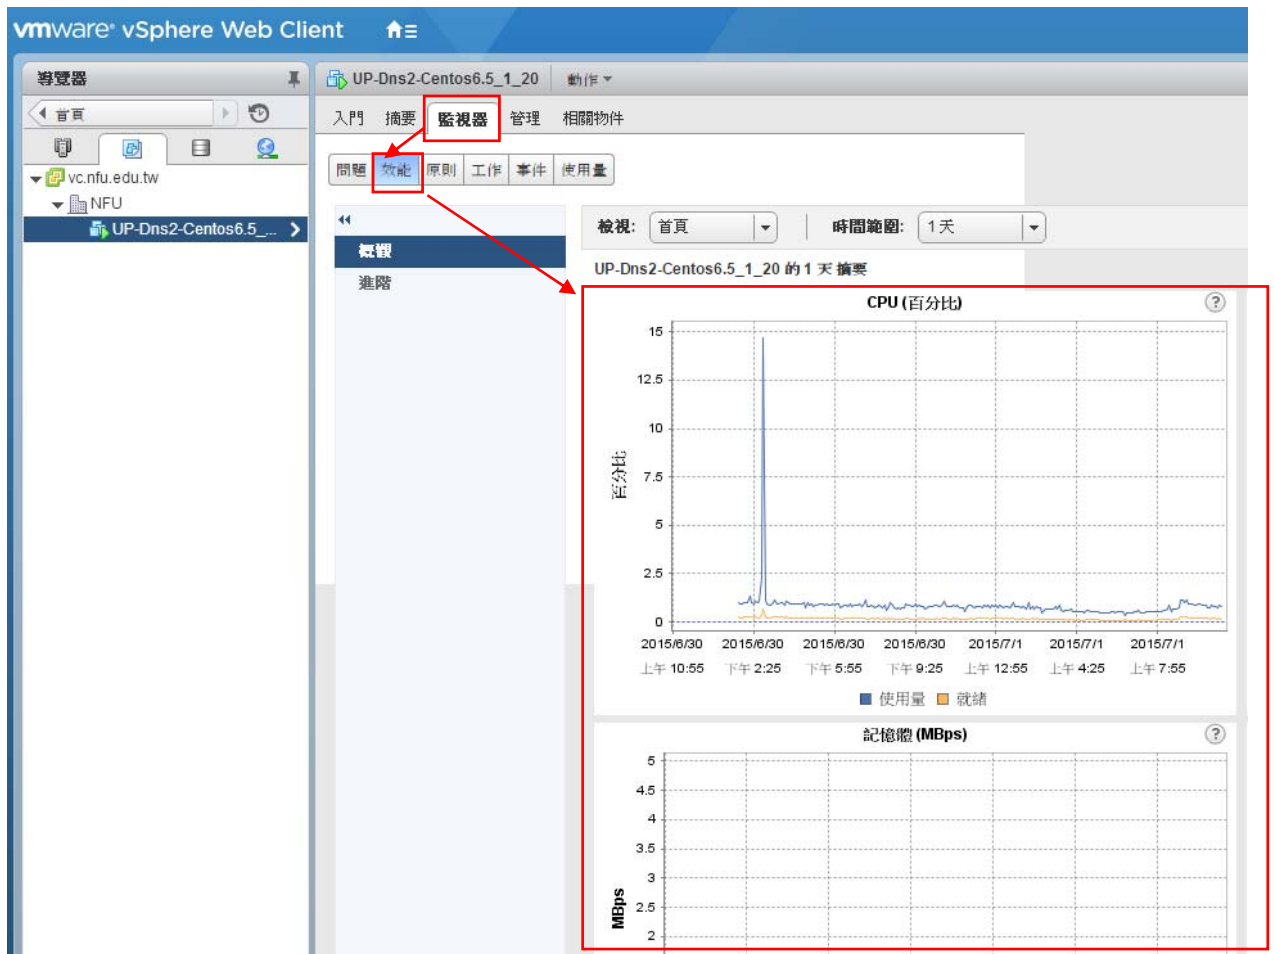 vmware® vSphere Web Client
導覽器
首頁
vc.nfu.edu.tw
NFU
UP-Dns2-Centos6.5_...
UP-Dns2-Centos6.5_1_20 動作
入門 摘要 監視器 管理 相關物件
問題 效能 原則 工作 事件 使用量
概觀
進階
檢視: 首頁 時間範圍: 1 天
UP-Dns2-Centos6.5_1_20 的 1 天 摘要
CPU (百分比)
?
百分比
15
12.5
10
7.5
5
2.5
0
2015/6/30 2015/6/30 2015/6/30 2015/6/30 2015/7/1 2015/7/1 2015/7/1
上午 10:55 下午 2:25 下午 5:55 下午 9:25 上午 12:55 上午 4:25 上午 7:55
使用量 就緒
記憶體 (MBps)
?
MBps
5
4.5
4
3.5
3
2.5
2